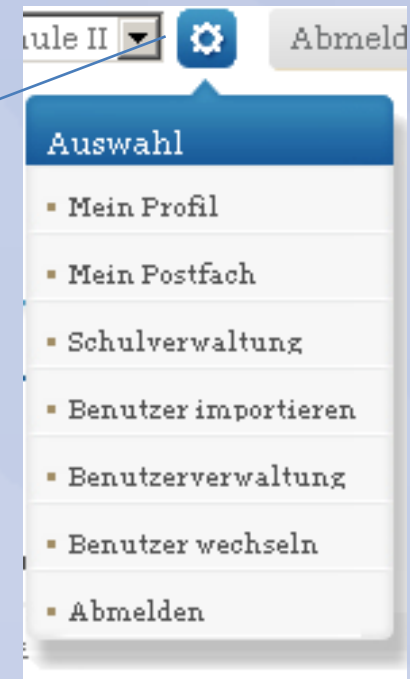 ule II Abmeld
Auswahl
Mein Profil
Mein Postfach
Schulverwaltung
Benutzer importieren
Benutzerverwaltung
Benutzer wechseln
Abmelden